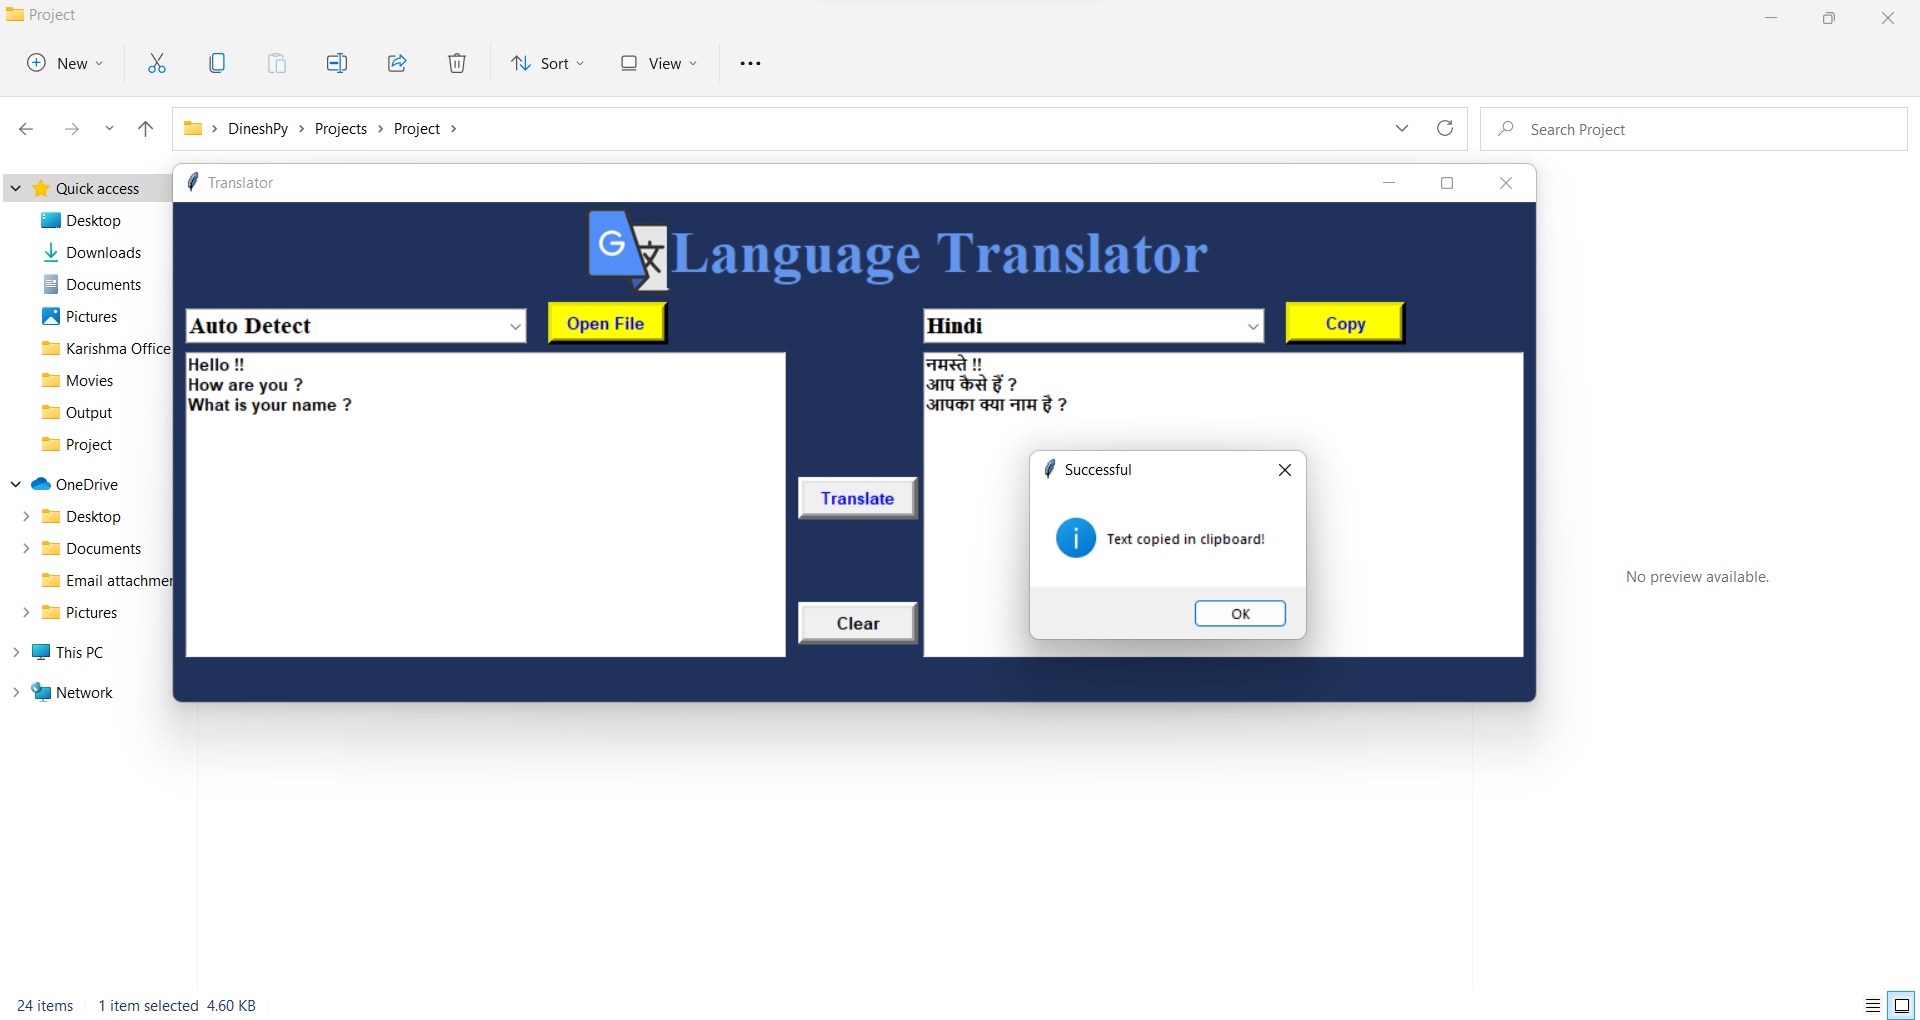 Project
New
Sort
View
DineshPy
Projects
Project
Search Project
Quick access
Desktop
Downloads
Documents
Pictures
Karishma Office
Movies
Output
Project
OneDrive
Desktop
Documents
Email attachmen
Pictures
This PC
Network
Translator
G 文 Language Translator
Auto Detect
Open File
Hindi
Copy
Hello !!
How are you ?
What is your name ?
Translate
Clear
नमस्ते !!
आप कैसे हैं ?
आपका क्या नाम है ?
Successful
Text copied in clipboard!
OK
No preview available.
24 items 1 item selected 4.60 KB